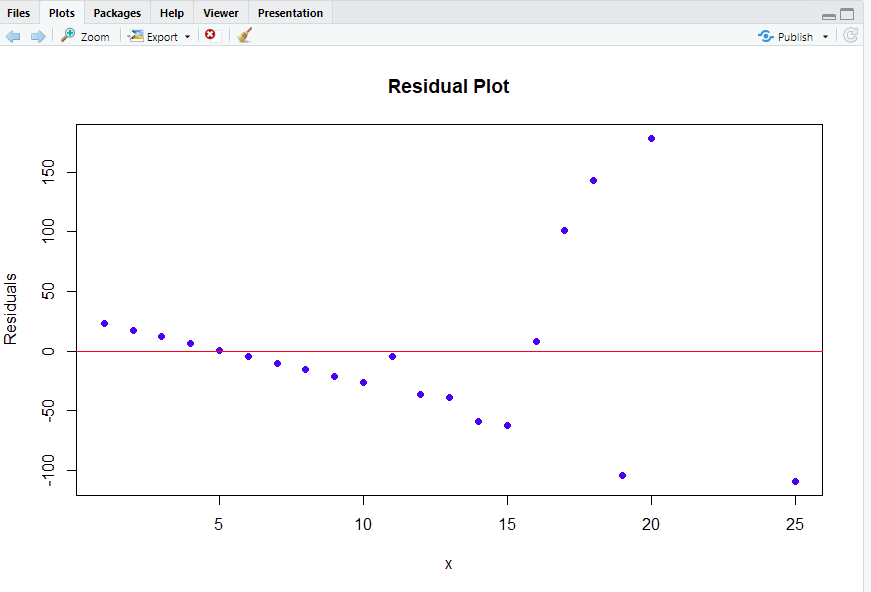 Files Plots Packages Help Viewer Presentation
Zoom Export Publish
Residual Plot
150
100
50
0
-50
-100
Residuals
5 10 15 20 25
x